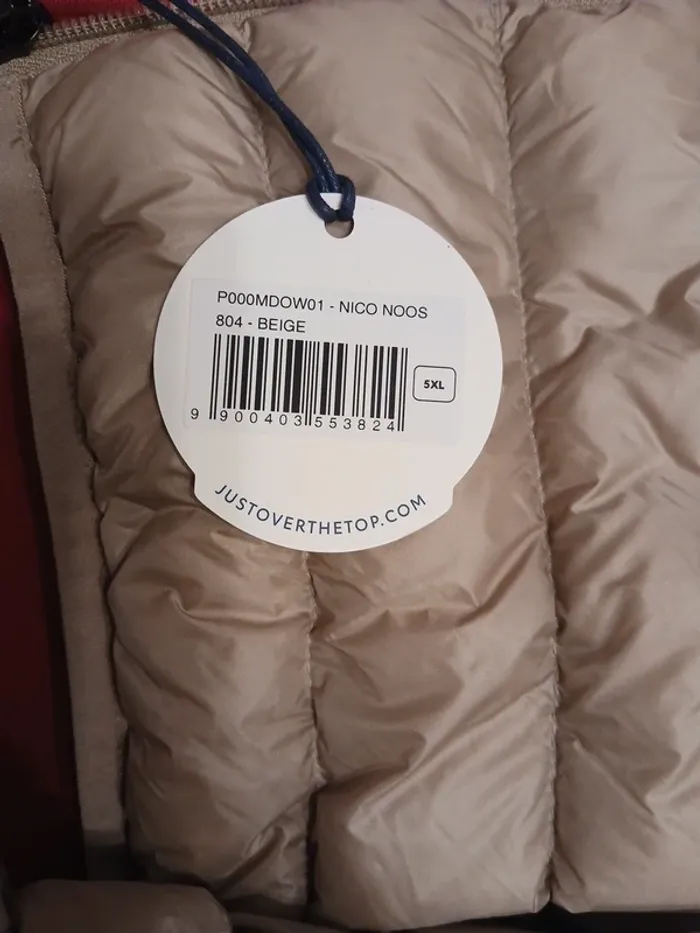 P000MDOW01 - NICO NOOS
804 - BEIGE
5XL
9 900403 553824
JUSTOVERTHETOP.COM